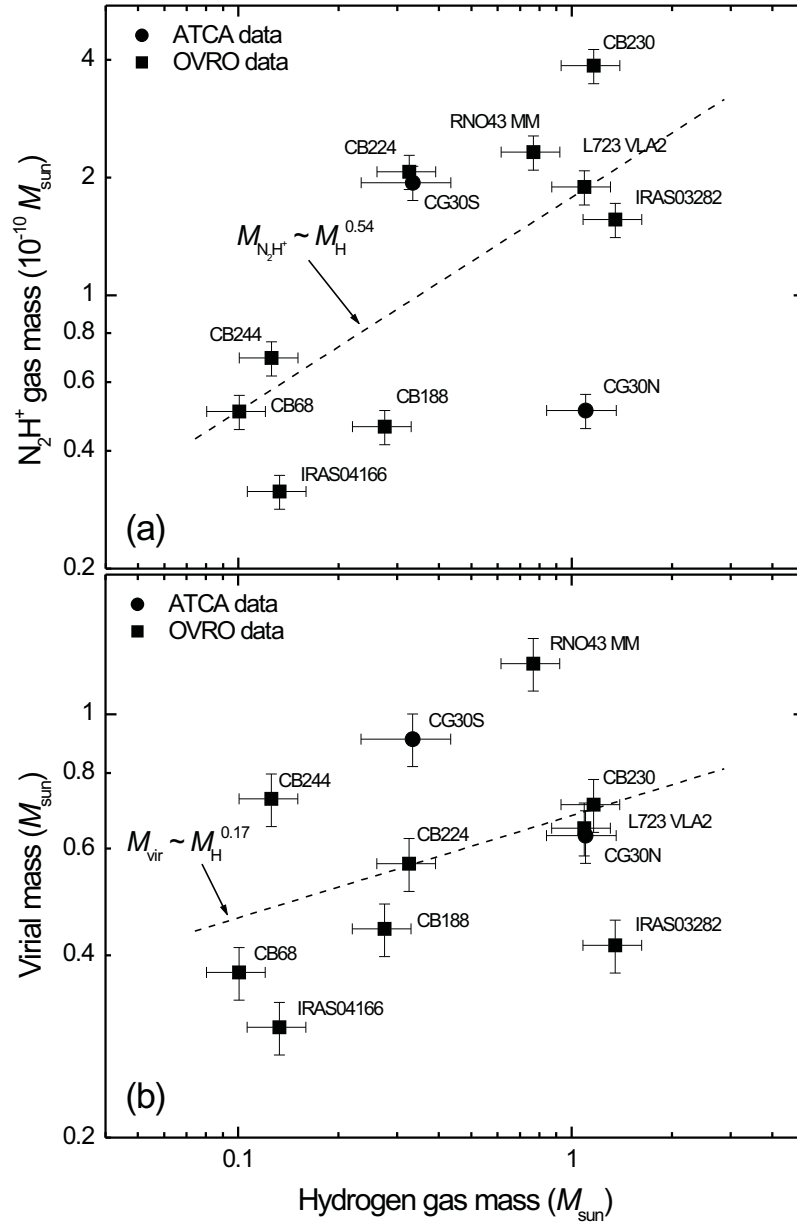 ATCA data
OVRO data
CB230
RNO43 MM
L723 VLA2
CB224
CG30S
IRAS03282
M_N₂H⁺ ~ M_H^0.54
CB244
CB68
CB188
CG30N
IRAS04166
(a)
4
2
1
0.8
0.6
0.4
0.2
N₂H⁺ gas mass (10⁻¹⁰ M_sun)
ATCA data
OVRO data
RNO43 MM
CG30S
CB244
CB230
L723 VLA2
CG30N
CB224
M_vir ~ M_H^0.17
CB188
IRAS03282
CB68
IRAS04166
(b)
1
0.8
0.6
0.4
0.2
Virial mass (M_sun)
0.1
1
Hydrogen gas mass (M_sun)